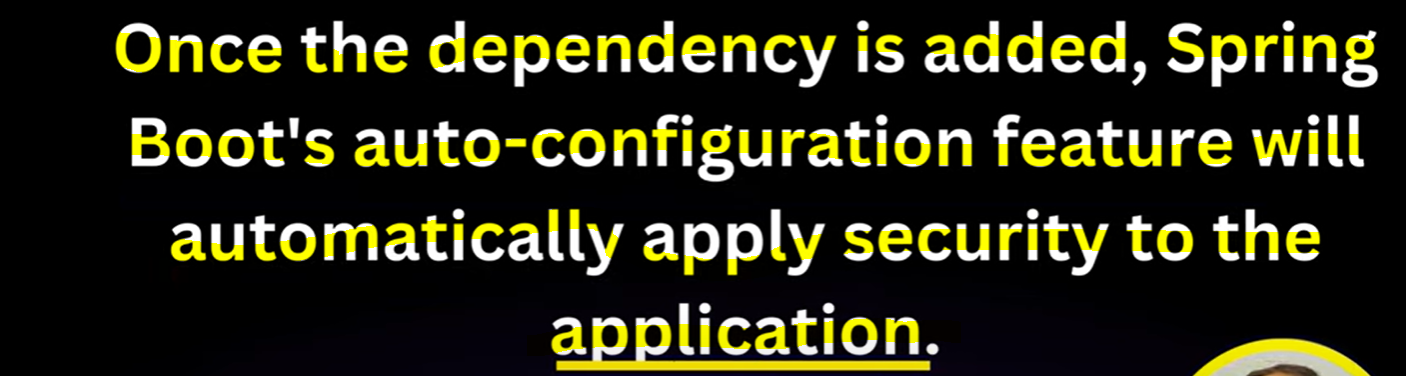 Once the dependency is added, Spring
Boot's auto-configuration feature will
automatically apply security to the
application.